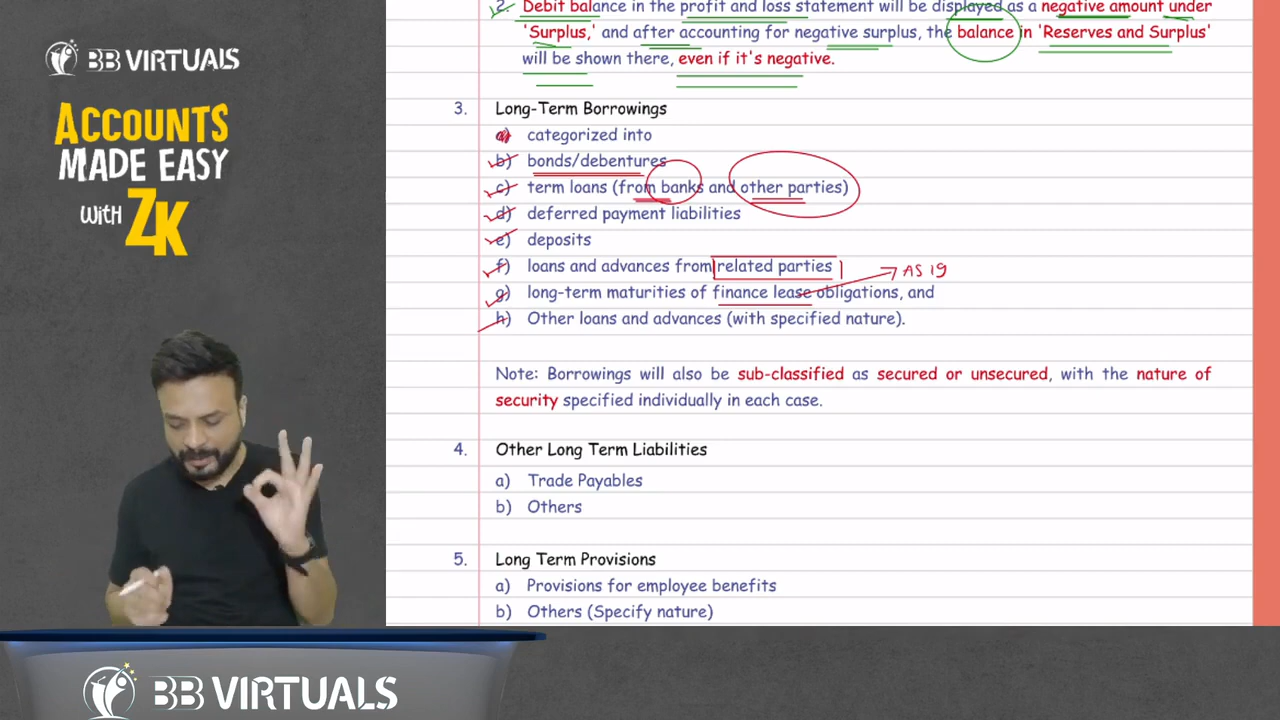 BB VIRTUALS
ACCOUNTS
MADE EASY
with ZK
2. Debit balance in the profit and loss statement will be displayed as a negative amount under
'Surplus,' and after accounting for negative surplus, the balance in 'Reserves and Surplus'
will be shown there, even if it's negative.
3. Long-Term Borrowings
a) categorized into
b) bonds/debentures
c) term loans (from banks and other parties)
d) deferred payment liabilities
e) deposits
f) loans and advances from related parties
AS 19
g) long-term maturities of finance lease obligations, and
h) Other loans and advances (with specified nature).
Note: Borrowings will also be sub-classified as secured or unsecured, with the nature of
security specified individually in each case.
4. Other Long Term Liabilities
a) Trade Payables
b) Others
5. Long Term Provisions
a) Provisions for employee benefits
b) Others (Specify nature)
BB VIRTUALS